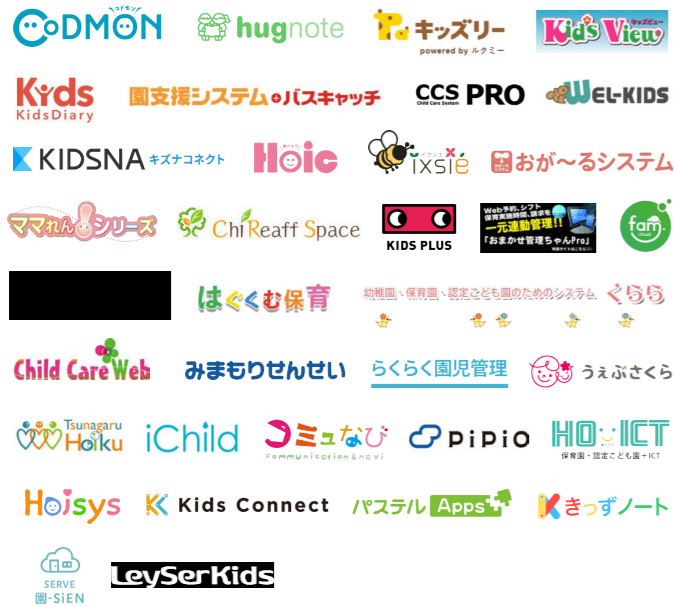 コドモン
CoDMON
hugnote
キッズリー
powered by ルクミー
キッズビュー
Kid's View
Kids
KidsDiary
園支援システム+バスキャッチ
CCS
Child Care System
PRO
WEL-KIDS
KIDSNA キズナコネクト
Hoic
イクシエ
ixsie
おが〜るシステム
ママれん シリーズ
ChiReaff Space
KIDS PLUS
Web予約、シフト
保育実施時間、請求を
一元連動管理!!
「おまかせ管理ちゃんPro」
fam
はぐくむ保育
幼稚園・保育園・認定こども園のためのシステム くらら
Child Care Web
みまもりせんせい
らくらく園児管理
うぇぶさくら
Tsunagaru
Hoiku
iChild
コミュなび
communication & navi
PiPiO
HOICT
保育園・認定こども園+ICT
Hoisys
Kids Connect
パステル Apps+
きっずノート
SERVE
園-SiEN
LeySerKids